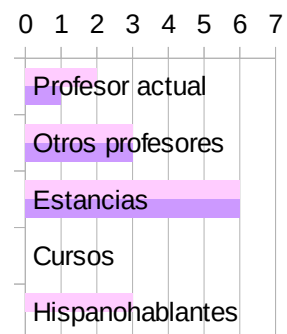 0 1 2 3 4 5 6 7
Profesor actual
Otros profesores
Estancias
Cursos
Hispanohablantes